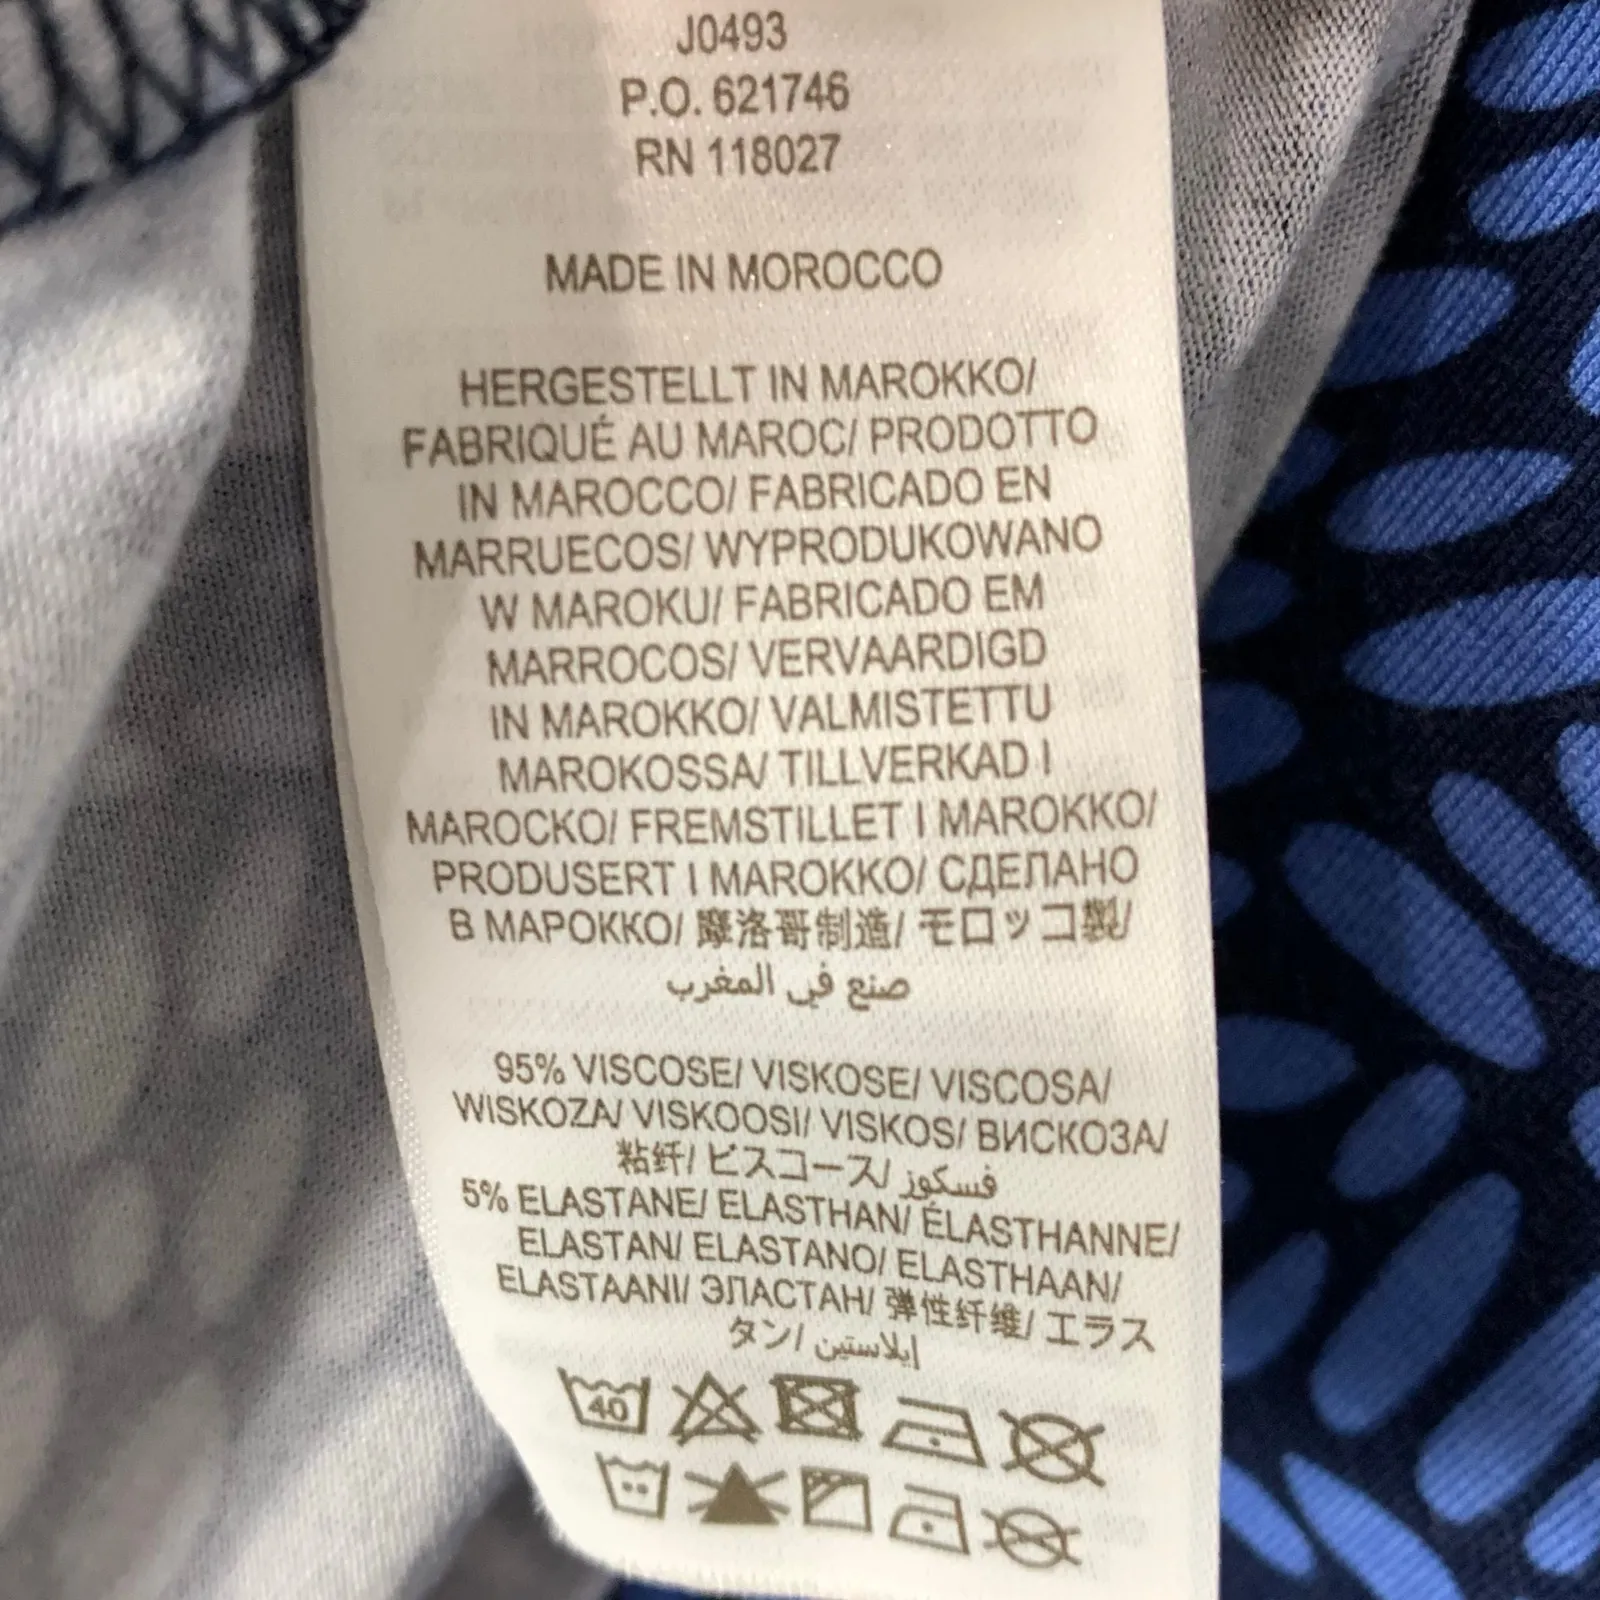 J0493
P.O. 621746
RN 118027
MADE IN MOROCCO
HERGESTELLT IN MAROKKO/
FABRIQUÉ AU MAROC/ PRODOTTO
IN MAROCCO/ FABRICADO EN
MARRUECOS/ WYPRODUKOWANO
W MAROKU/ FABRICADO EM
MARROCOS/ VERVAARDIGD
IN MAROKKO/ VALMISTETTU
MAROKOSSA/ TILLVERKAD I
MAROCKO/ FREMSTILLET I MAROKKO/
PRODUSERT I MAROKKO/ СДЕЛАНО
В МАРОККО/ 摩洛哥制造/ モロッコ製/
صنع في المغرب
95% VISCOSE/ VISKOSE/ VISCOSA/
WISKOZA/ VISKOOSI/ VISKOS/ ВИСКОЗА/
粘纤/ ビスコース/ فسكوز
5% ELASTANE/ ELASTHAN/ ÉLASTHANNE/
ELASTAN/ ELASTANO/ ELASTHAAN/
ELASTAANI/ ЭЛАСТАН/ 弹性纤维/ エラス
タン/ إيلاستين
40